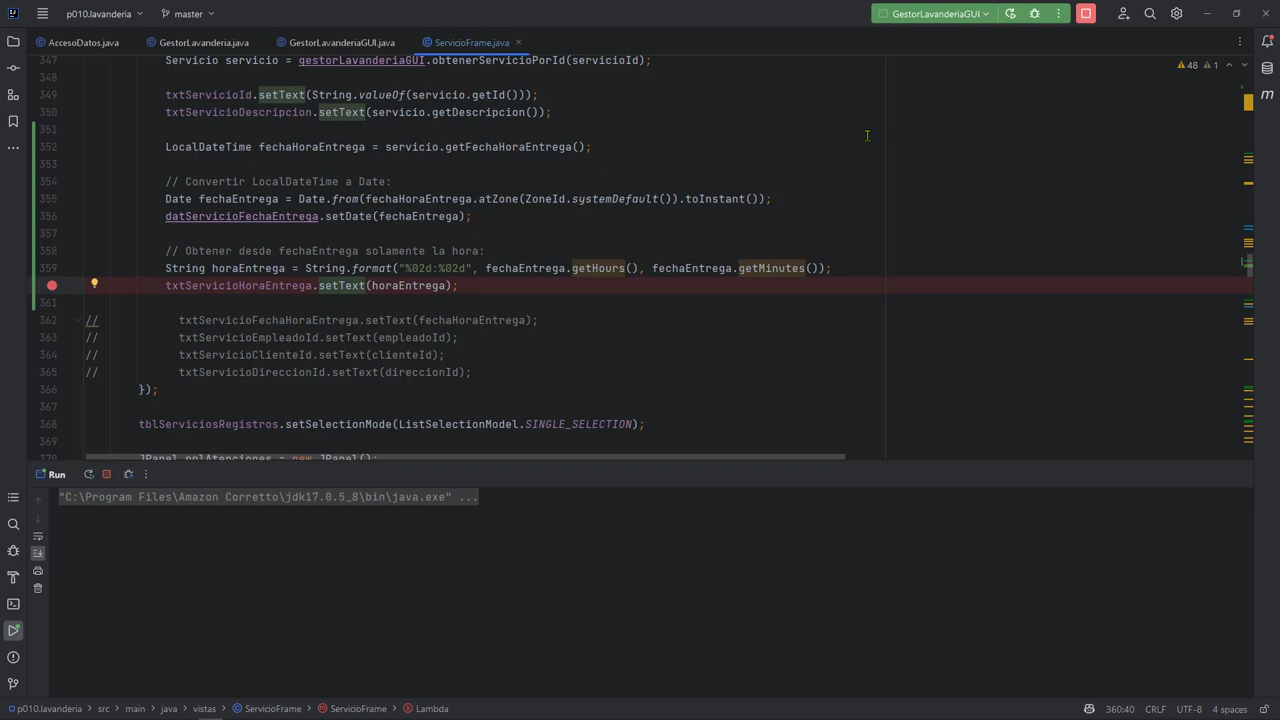 p010.lavanderia
master
GestorLavanderiaGUI
AccesoDatos.java
GestorLavanderia.java
GestorLavanderiaGUI.java
ServicioFrame.java
48
1
347 Servicio servicio = gestorLavanderiaGUI.obtenerServicioPorId(servicioId);
348
349 txtServicioId.setText(String.valueOf(servicio.getId()));
350 txtServicioDescripcion.setText(servicio.getDescripcion());
351
352 LocalDateTime fechaHoraEntrega = servicio.getFechaHoraEntrega();
353
354 // Convertir LocalDateTime a Date:
355 Date fechaEntrega = Date.from(fechaHoraEntrega.atZone(ZoneId.systemDefault()).toInstant());
356 datServicioFechaEntrega.setDate(fechaEntrega);
357
358 // Obtener desde fechaEntrega solamente la hora:
359 String horaEntrega = String.format("%02d:%02d", fechaEntrega.getHours(), fechaEntrega.getMinutes());
txtServicioHoraEntrega.setText(horaEntrega);
361
362 // txtServicioFechaHoraEntrega.setText(fechaHoraEntrega);
363 // txtServicioEmpleadoId.setText(empleadoId);
364 // txtServicioClienteId.setText(clienteId);
365 // txtServicioDireccionId.setText(direccionId);
366 });
367
368 tblServiciosRegistros.setSelectionMode(ListSelectionModel.SINGLE_SELECTION);
369
370 JPanel pnlAtenciones = new JPanel();
Run
"C:\Program Files\Amazon Corretto\jdk17.0.5_8\bin\java.exe" ...
p010.lavanderia > src > main > java > vistas > ServicioFrame > ServicioFrame > Lambda
360:40 CRLF UTF-8 4 spaces